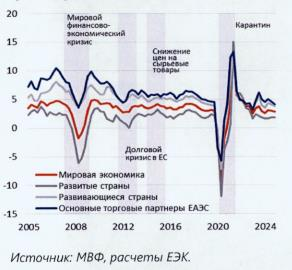 Мировой
финансово-
экономический
кризис
Снижение
цен на
сырьевые
товары
Карантин
20
15
10
5
0
-5
-10
-15
Долговой
кризис в ЕС
Мировая экономика
Развитые страны
Развивающиеся страны
Основные торговые партнеры ЕАЭС
2005 2008 2012 2016 2020 2024
Источник: МВФ, расчеты ЕЭК.